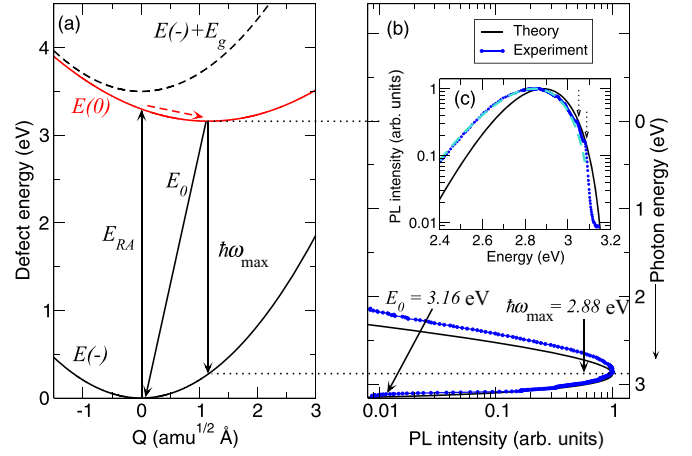 (a)
E(-)+E_g
E(0)
E_0
E_RA
ħω_max
E(-)
Defect energy (eV)
4
3
2
1
0
-1
0
1
2
3
Q (amu^1/2 Å)
(b)
Theory
Experiment
(c)
PL intensity (arb. units)
1
0.1
0.01
2.4
2.6
2.8
3
3.2
Energy (eV)
E_0 = 3.16 eV
ħω_max = 2.88 eV
0
1
2
3
Photon energy (eV)
0.01
0.1
1
PL intensity (arb. units)